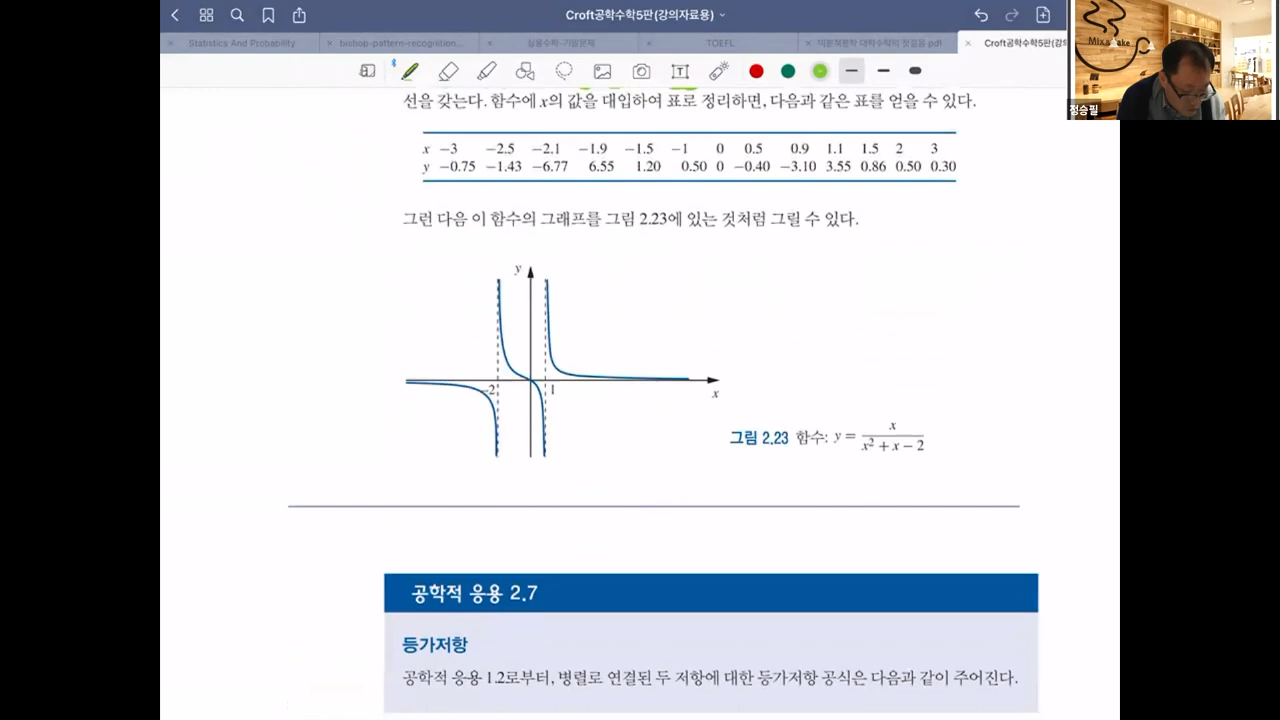 Croft공학수학5판(강의자료용)
Statistics And Probability
bishop-pattern-recognition...
TOEFL
Croft공학수학5판(강의
정승필
선을 갖는다. 함수에 x의 값을 대입하여 표로 정리하면, 다음과 같은 표를 얻을 수 있다.
x −3 −2.5 −2.1 −1.9 −1.5 −1 0 0.5 0.9 1.1 1.5 2 3
y −0.75 −1.43 −6.77 6.55 1.20 0.50 0 −0.40 −3.10 3.55 0.86 0.50 0.30
그런 다음 이 함수의 그래프를 그림 2.23에 있는 것처럼 그릴 수 있다.
y
−2
1
x
그림 2.23 함수: y = x / (x² + x − 2)
공학적 응용 2.7
등가저항
공학적 응용 1.2로부터, 병렬로 연결된 두 저항에 대한 등가저항 공식은 다음과 같이 주어진다.